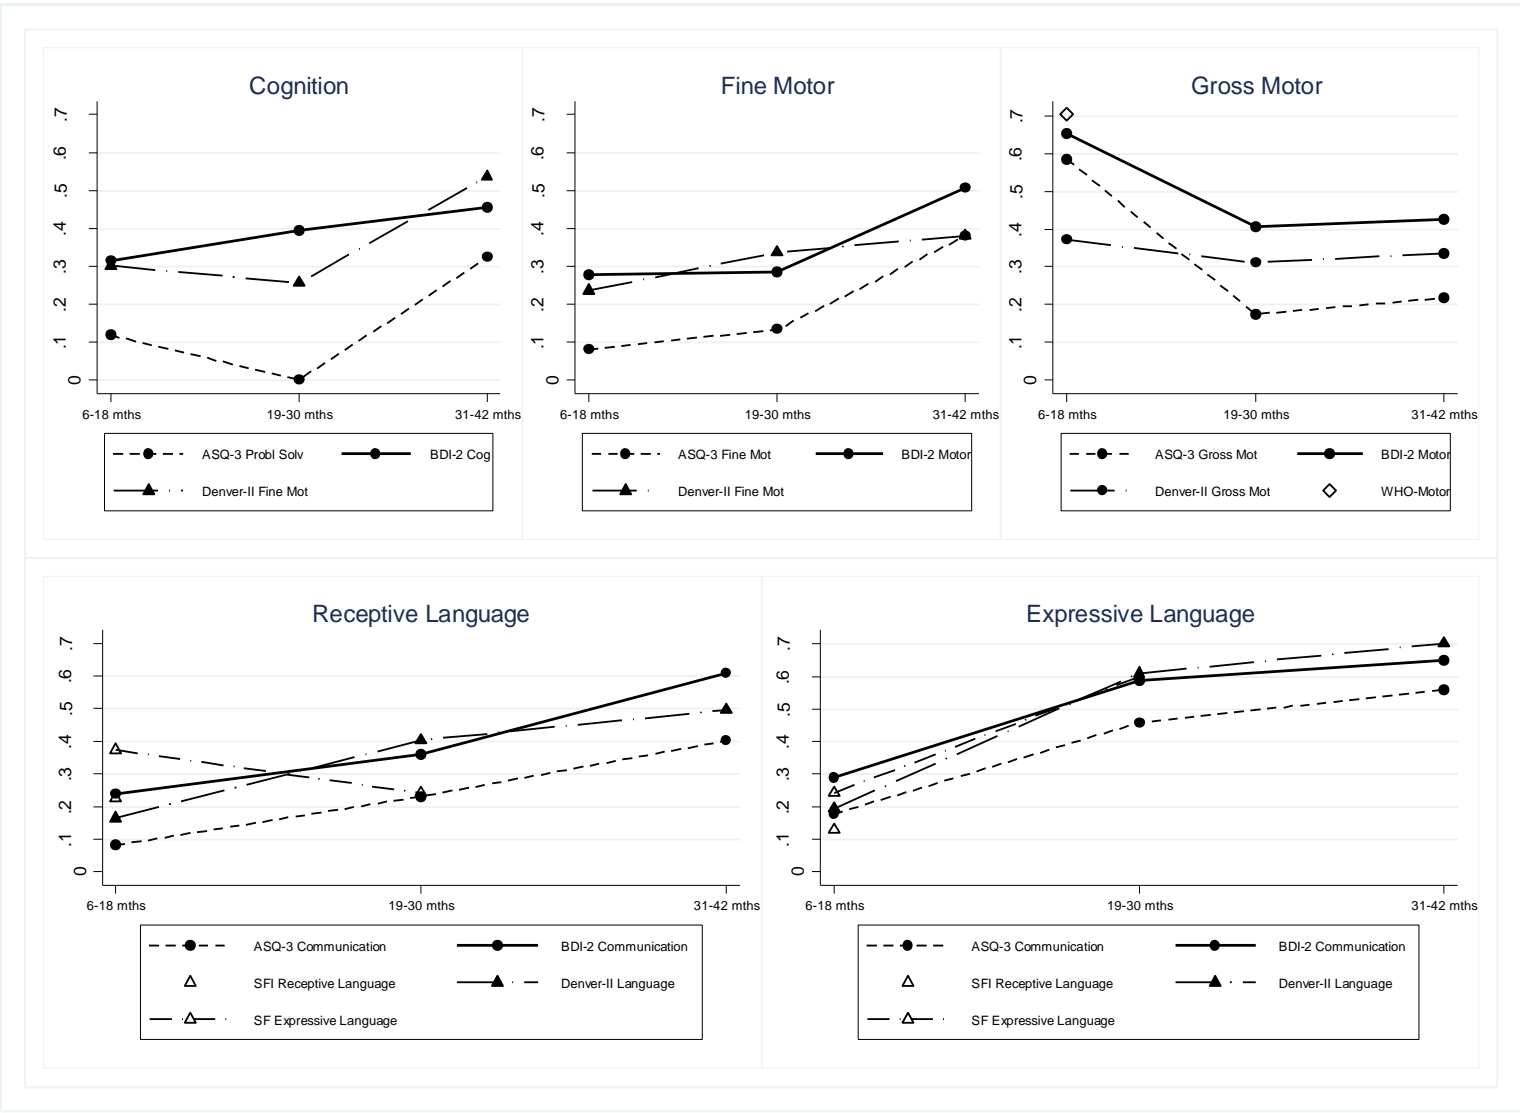 Cognition
.7
.6
.5
.4
.3
.2
.1
0
6-18 mths 19-30 mths 31-42 mths
ASQ-3 Probl Solv BDI-2 Cog
Denver-II Fine Mot
Fine Motor
.7
.6
.5
.4
.3
.2
.1
0
6-18 mths 19-30 mths 31-42 mths
ASQ-3 Fine Mot BDI-2 Motor
Denver-II Fine Mot
Gross Motor
.7
.6
.5
.4
.3
.2
.1
0
6-18 mths 19-30 mths 31-42 mths
ASQ-3 Gross Mot BDI-2 Motor
Denver-II Gross Mot WHO-Motor
Receptive Language
.7
.6
.5
.4
.3
.2
.1
0
6-18 mths 19-30 mths 31-42 mths
ASQ-3 Communication BDI-2 Communication
SFI Receptive Language Denver-II Language
SF Expressive Language
Expressive Language
.7
.6
.5
.4
.3
.2
.1
0
6-18 mths 19-30 mths 31-42 mths
ASQ-3 Communication BDI-2 Communication
SFI Receptive Language Denver-II Language
SF Expressive Language